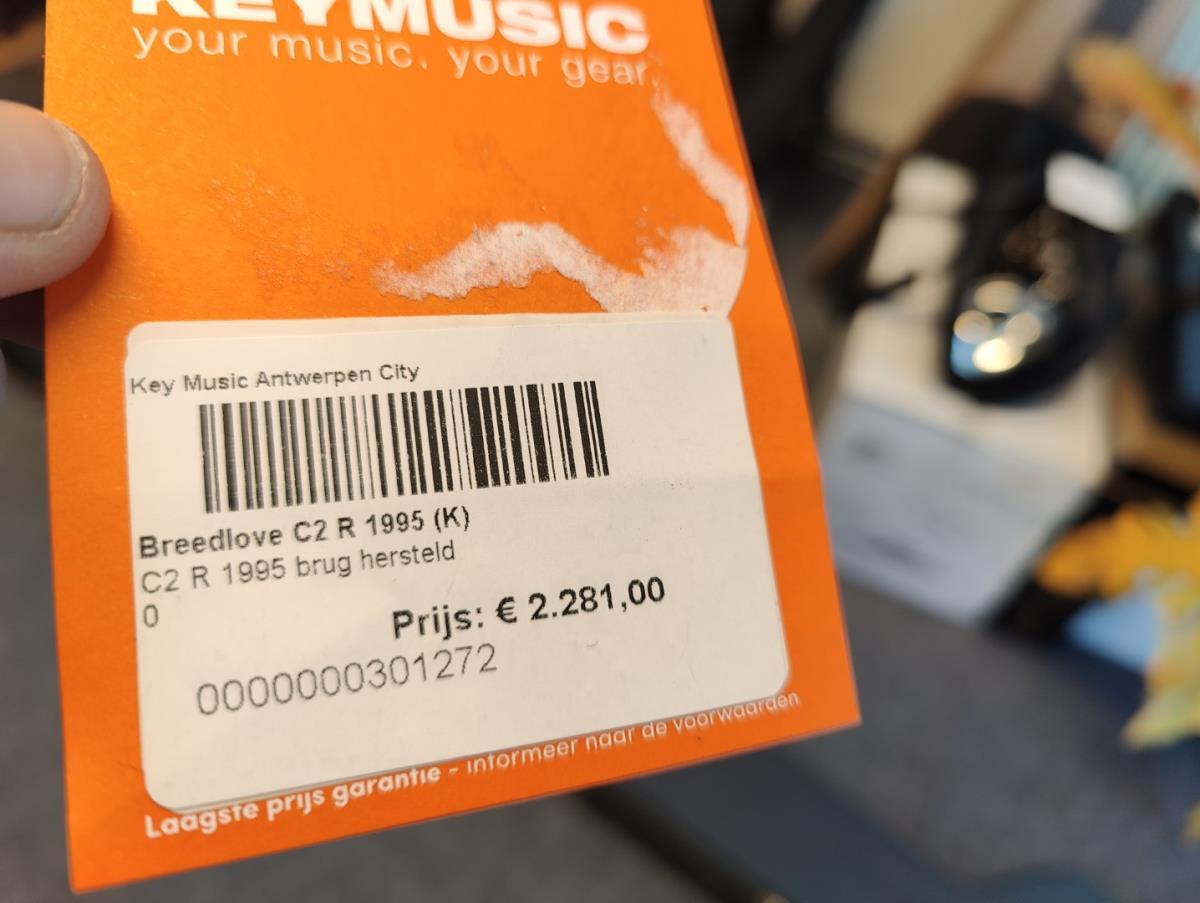 KEYMUSIC
your music. your gear.
Key Music Antwerpen City
Breedlove C2 R 1995 (K)
C2 R 1995 brug hersteld
0
Prijs: € 2.281,00
0000000301272
Laagste prijs garantie - informeer naar de voorwaarden